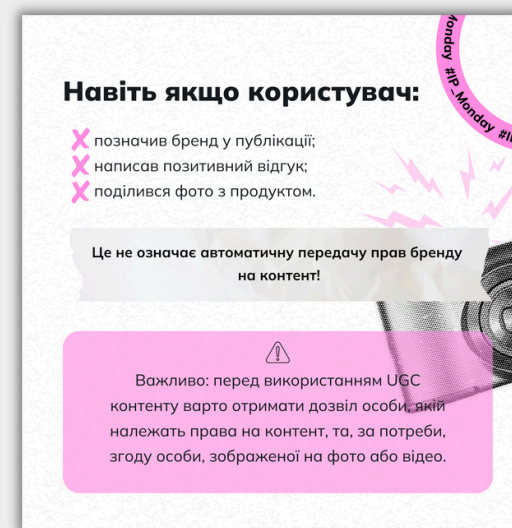 Monday #IP_Monday
Навіть якщо користувач:
позначив бренд у публікації;
написав позитивний відгук;
поділився фото з продуктом.
Це не означає автоматичну передачу прав бренду
на контент!
Важливо: перед використанням UGC
контенту варто отримати дозвіл особи, якій
належать права на контент, та, за потреби,
згоду особи, зображеної на фото або відео.